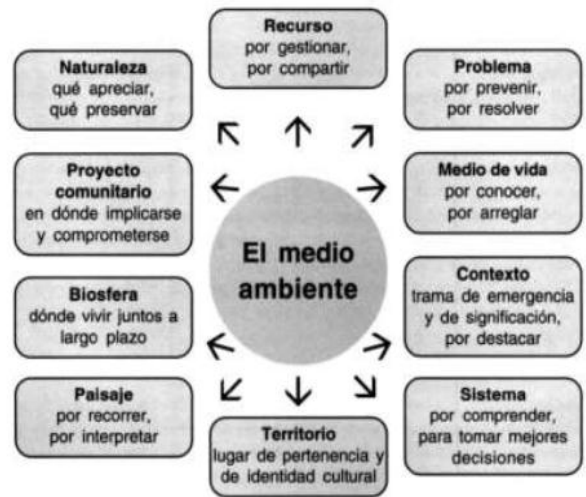 Recurso
por gestionar,
por compartir
Naturaleza
qué apreciar,
qué preservar
Problema
por prevenir,
por resolver
Proyecto
comunitario
en dónde implicarse
y comprometerse
Medio de vida
por conocer,
por arreglar
El medio
ambiente
Biosfera
dónde vivir juntos a
largo plazo
Contexto
trama de emergencia
y de significación,
por destacar
Paisaje
por recorrer,
por interpretar
Territorio
lugar de pertenencia y
de identidad cultural
Sistema
por comprender,
para tomar mejores
decisiones